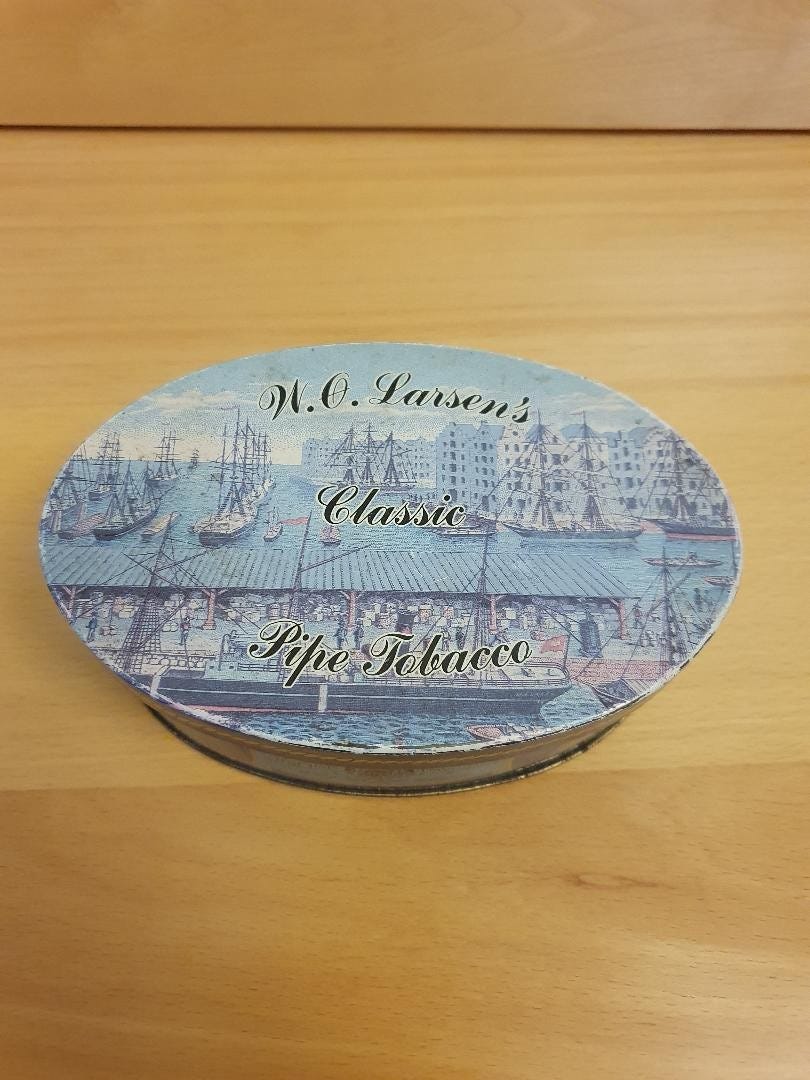 W.Ø. Larsen's
Classic
Pipe Tobacco